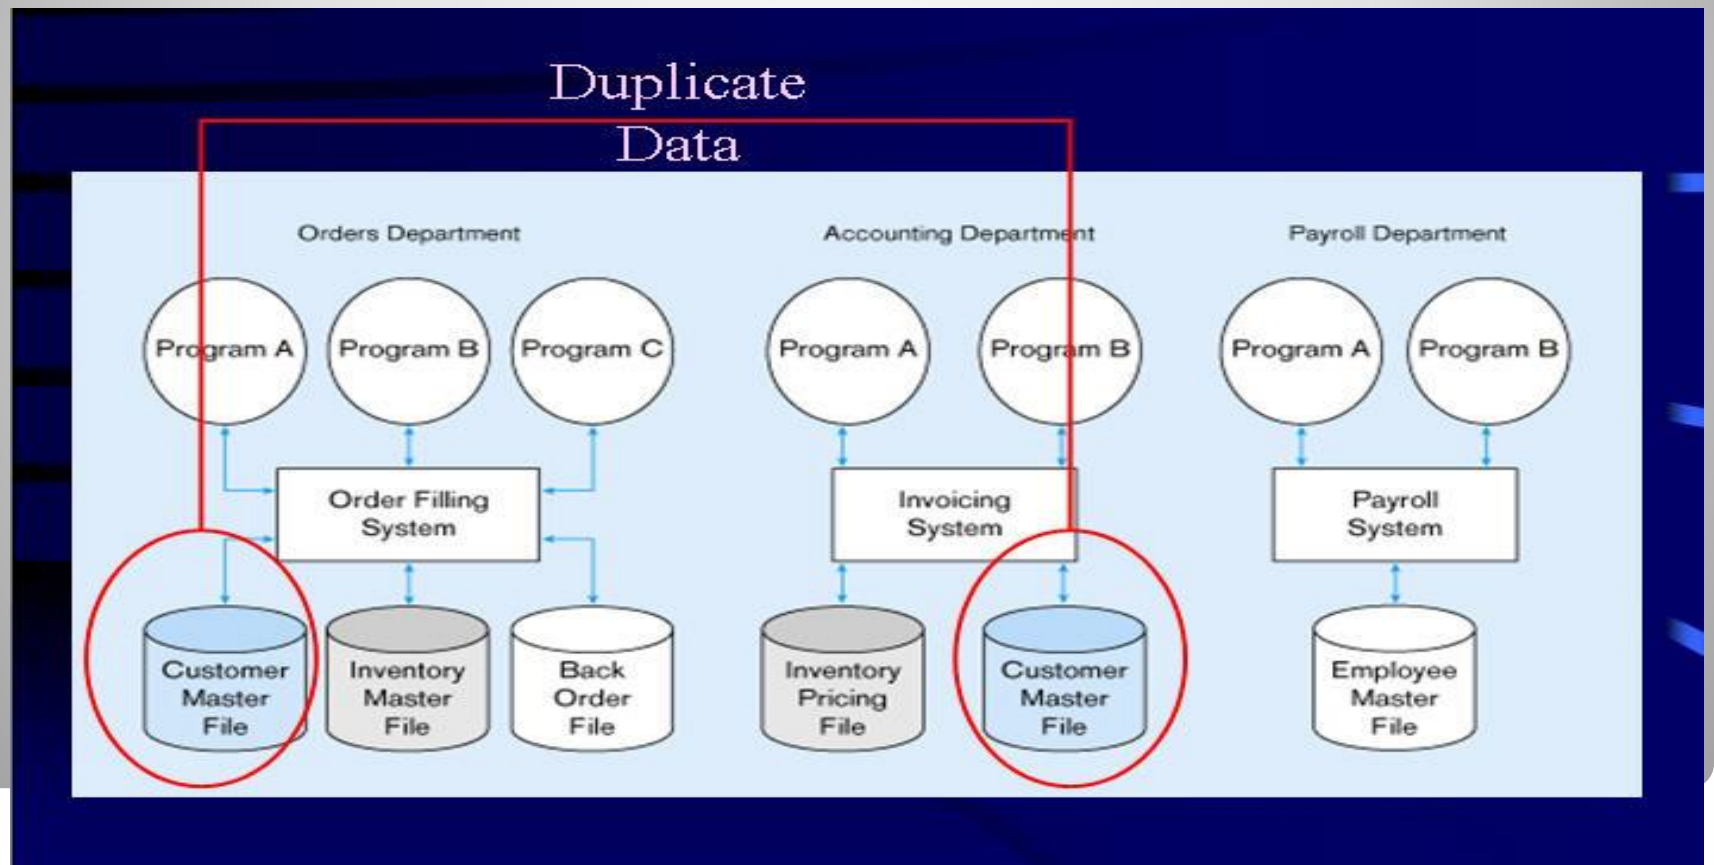 Duplicate
Data
Orders Department
Accounting Department
Payroll Department
Program A
Program B
Program C
Program A
Program B
Program A
Program B
Order Filling
System
Invoicing
System
Payroll
System
Customer
Master
File
Inventory
Master
File
Back
Order
File
Inventory
Pricing
File
Customer
Master
File
Employee
Master
File